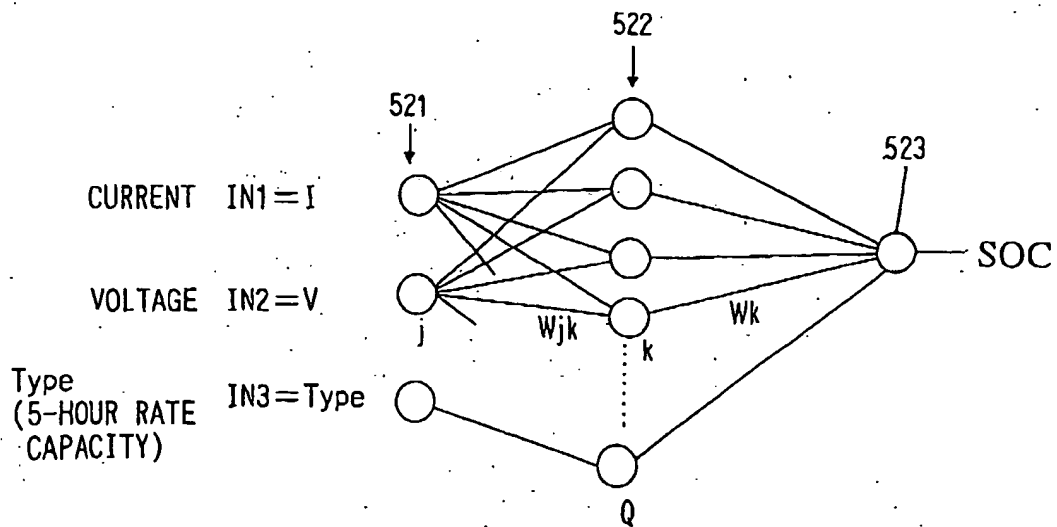 522
521
523
CURRENT IN1=I
SOC
VOLTAGE IN2=V
j
Wjk
k
Wk
Type
(5-HOUR RATE
CAPACITY)
IN3=Type
Q